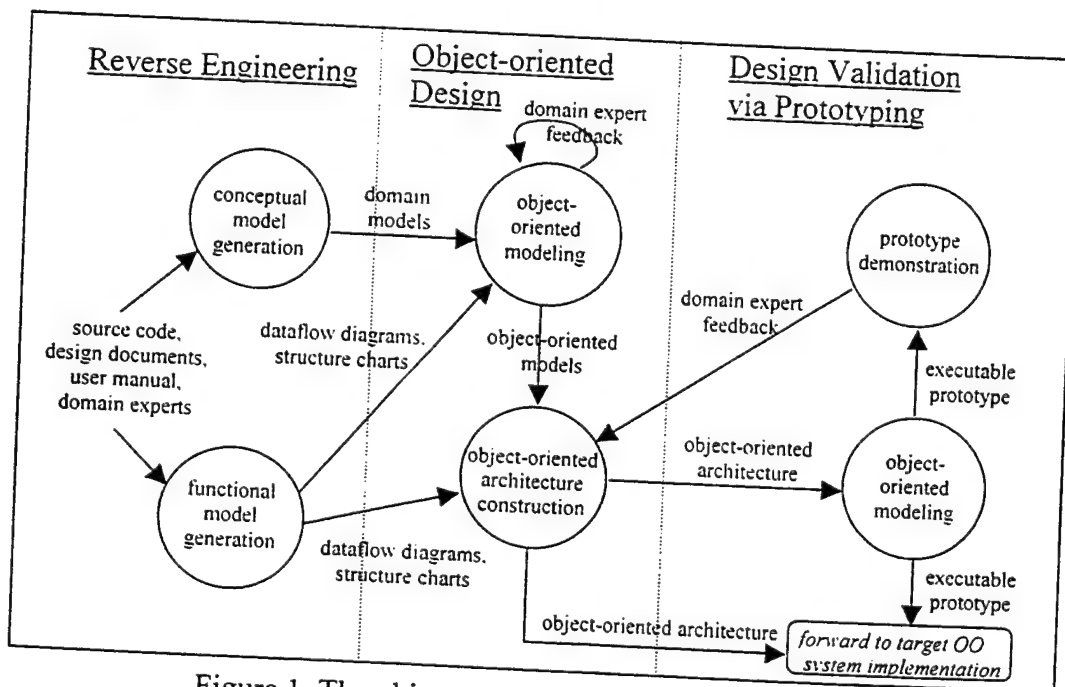 Reverse Engineering
Object-oriented
Design
Design Validation
via Prototyping
domain expert
feedback
conceptual
model
generation
domain
models
object-
oriented
modeling
prototype
demonstration
source code,
design documents,
user manual,
domain experts
dataflow diagrams,
structure charts
object-oriented
models
domain expert
feedback
executable
prototype
functional
model
generation
object-oriented
architecture
construction
object-oriented
architecture
object-
oriented
modeling
dataflow diagrams,
structure charts
executable
prototype
object-oriented architecture
forward to target OO
system implementation
Figure 1